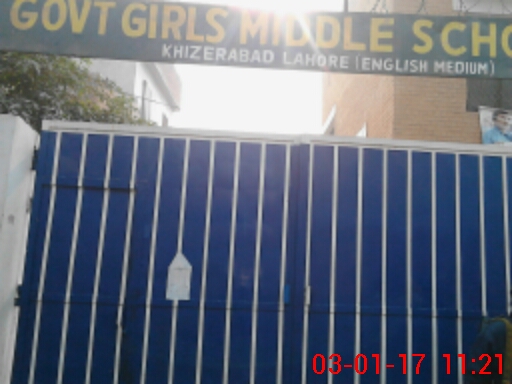 GOVT GIRLS MIDDLE SCHO
KHIZERABAD LAHORE (ENGLISH MEDIUM)
03-01-17 11:21